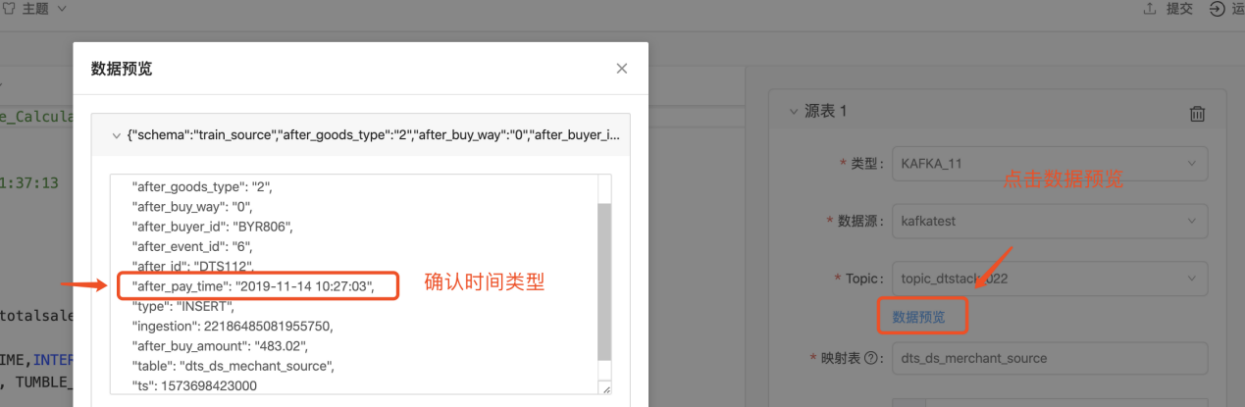 主题
提交
运
数据预览
{"schema":"train_source","after_goods_type":"2","after_buy_way":"0","after_buyer_i...
"after_goods_type": "2",
"after_buy_way": "0",
"after_buyer_id": "BYR806",
"after_event_id": "6",
"after_id": "DTS112",
"after_pay_time": "2019-11-14 10:27:03",
"type": "INSERT",
"ingestion": 22186485081955750,
"after_buy_amount": "483.02",
"table": "dts_ds_mechant_source",
"ts": 1573698423000
确认时间类型
e_Calcula
1:37:13
totalsale
IME,INTER
, TUMBLE_
源表 1
* 类型: KAFKA_11
点击数据预览
* 数据源: kafkatest
* Topic: topic_dtstack_022
数据预览
* 映射表: dts_ds_merchant_source